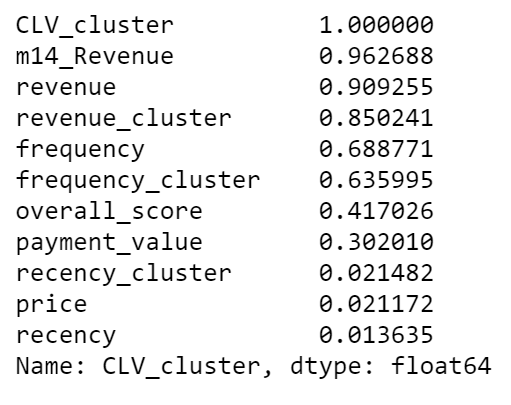 CLV_cluster 1.000000
m14_Revenue 0.962688
revenue 0.909255
revenue_cluster 0.850241
frequency 0.688771
frequency_cluster 0.635995
overall_score 0.417026
payment_value 0.302010
recency_cluster 0.021482
price 0.021172
recency 0.013635
Name: CLV_cluster, dtype: float64